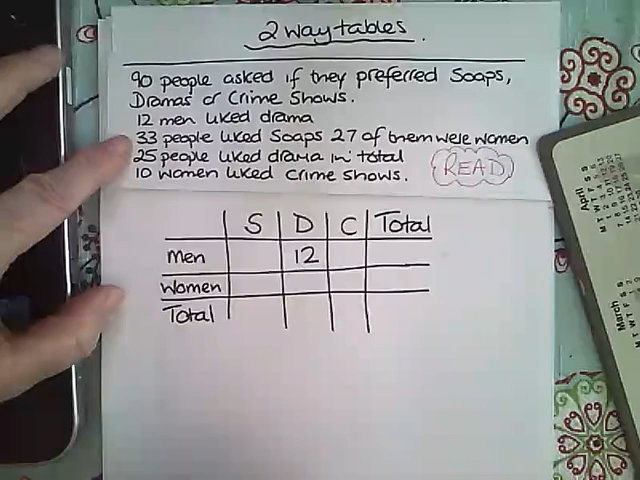 2 way tables.
90 people asked if they preferred Soaps,
Dramas or Crime Shows.
12 men liked drama
33 people liked Soaps 27 of them were women
25 people liked drama in total
10 women liked Crime Shows.
READ
S D C Total
Men 12
Women
Total
April
March